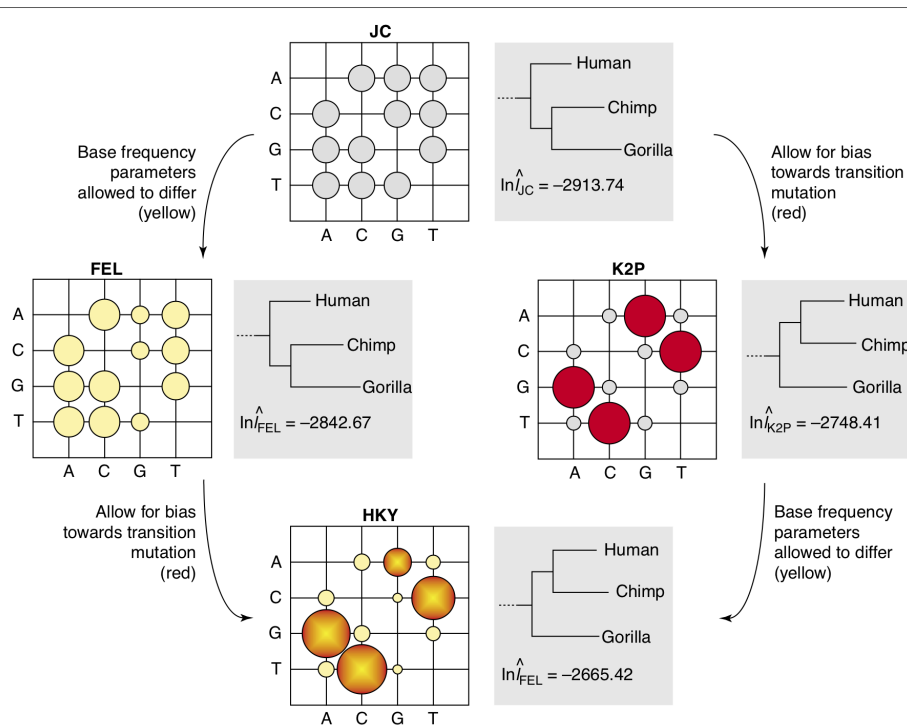 JC
A
C
G
T
A C G T
Human
Chimp
Gorilla
ln l̂JC = –2913.74
Base frequency
parameters
allowed to differ
(yellow)
Allow for bias
towards transition
mutation
(red)
FEL
A
C
G
T
A C G T
Human
Chimp
Gorilla
ln l̂FEL = –2842.67
K2P
A
C
G
T
A C G T
Human
Chimp
Gorilla
ln l̂K2P = –2748.41
Allow for bias
towards transition
mutation
(red)
HKY
A
C
G
T
A C G T
Human
Chimp
Gorilla
ln l̂FEL = –2665.42
Base frequency
parameters
allowed to differ
(yellow)